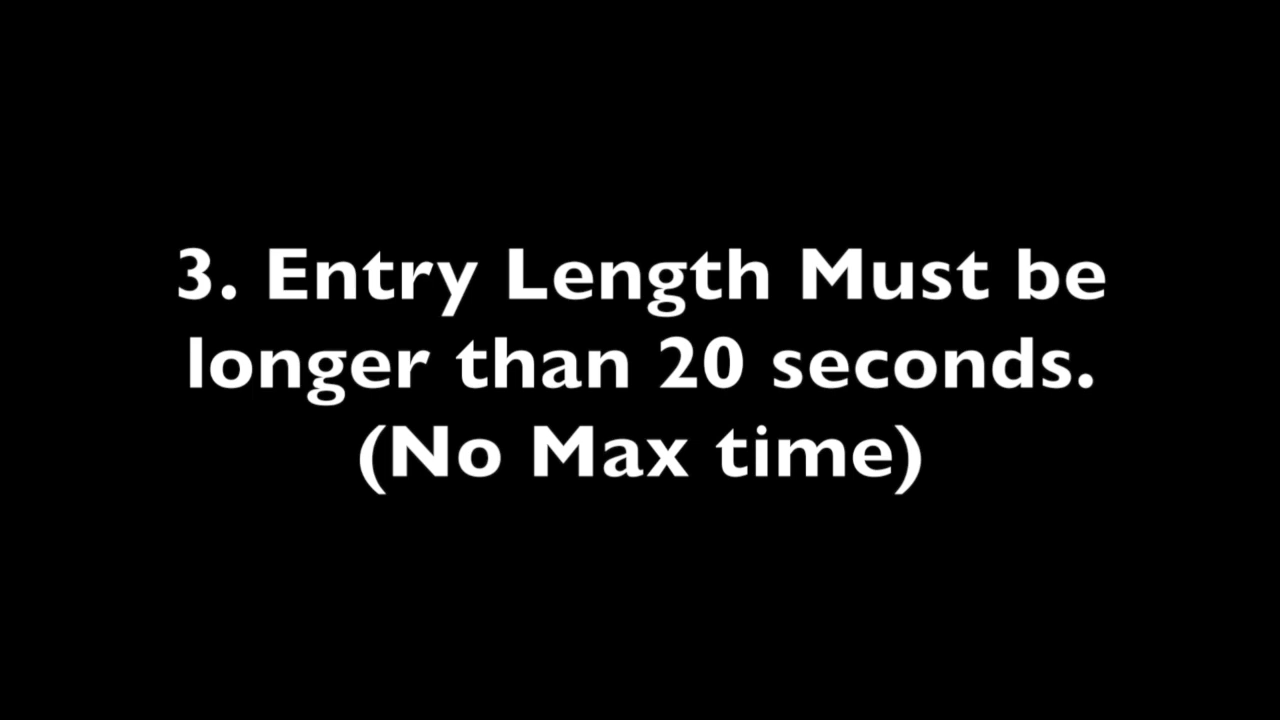 3. Entry Length Must be
longer than 20 seconds.
(No Max time)